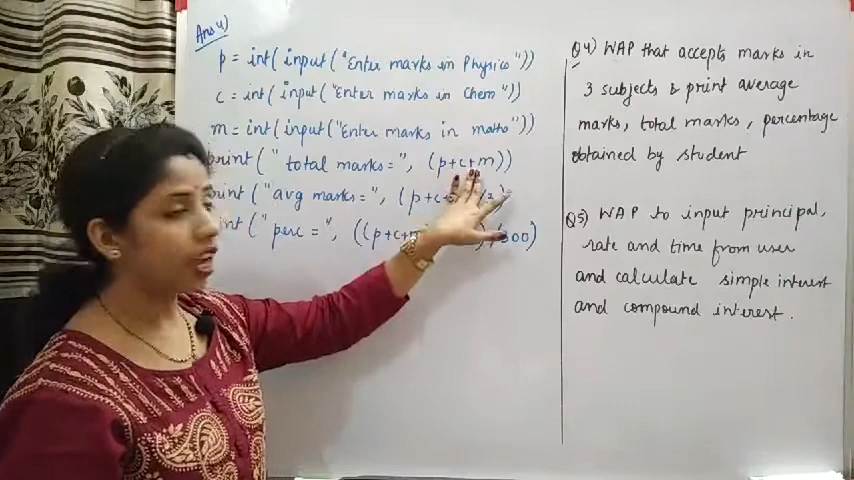 Ans 4)
p = int( input ("Enter marks in Physics"))
c = int( input ("Enter marks in Chem"))
m = int( input ("Enter marks in maths"))
print (" total marks = ", (p+c+m))
print ("avg marks = ", (p+c+
(" perc = ", ((p+c+m 300)
Q4) WAP that accepts marks in
3 subjects & print average
marks, total marks, percentage
obtained by student
Q5) WAP to input principal,
rate and time from user
and calculate simple interest
and compound interest.